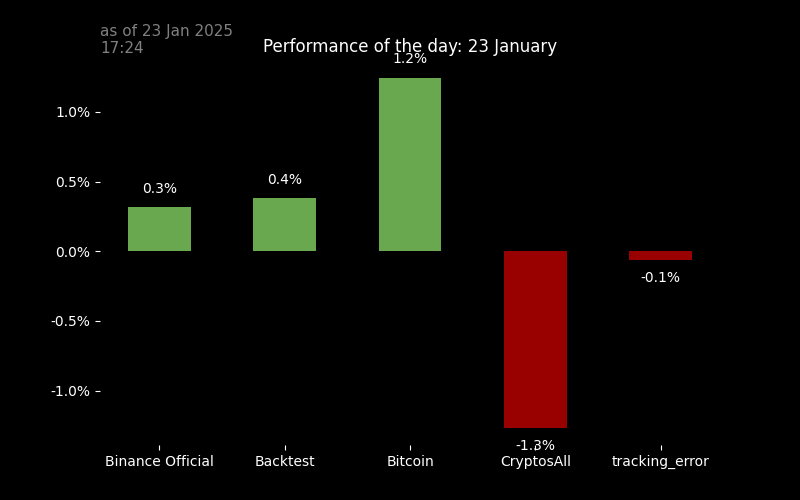 as of 23 Jan 2025
17:24
Performance of the day: 23 January
1.2%
1.0%
0.5%
0.4%
0.3%
0.0%
-0.1%
-0.5%
-1.0%
-1.3%
Binance Official
Backtest
Bitcoin
CryptosAll
tracking_error